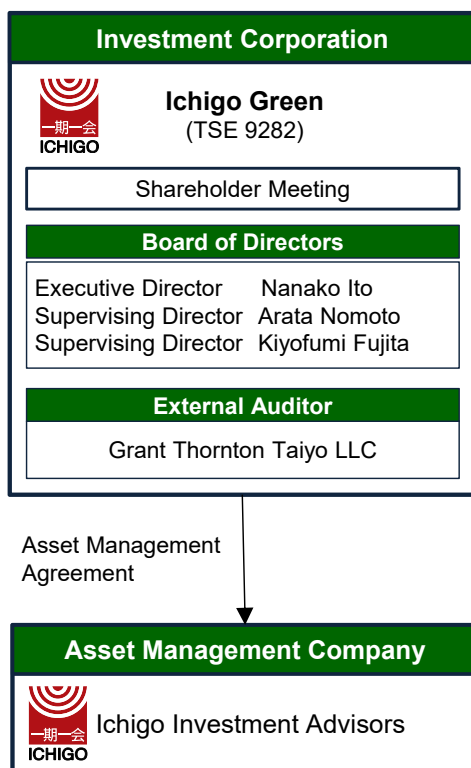 Investment Corporation
一期一会
ICHIGO
Ichigo Green
(TSE 9282)
Shareholder Meeting
Board of Directors
Executive Director Nanako Ito
Supervising Director Arata Nomoto
Supervising Director Kiyofumi Fujita
External Auditor
Grant Thornton Taiyo LLC
Asset Management
Agreement
Asset Management Company
一期一会
ICHIGO
Ichigo Investment Advisors